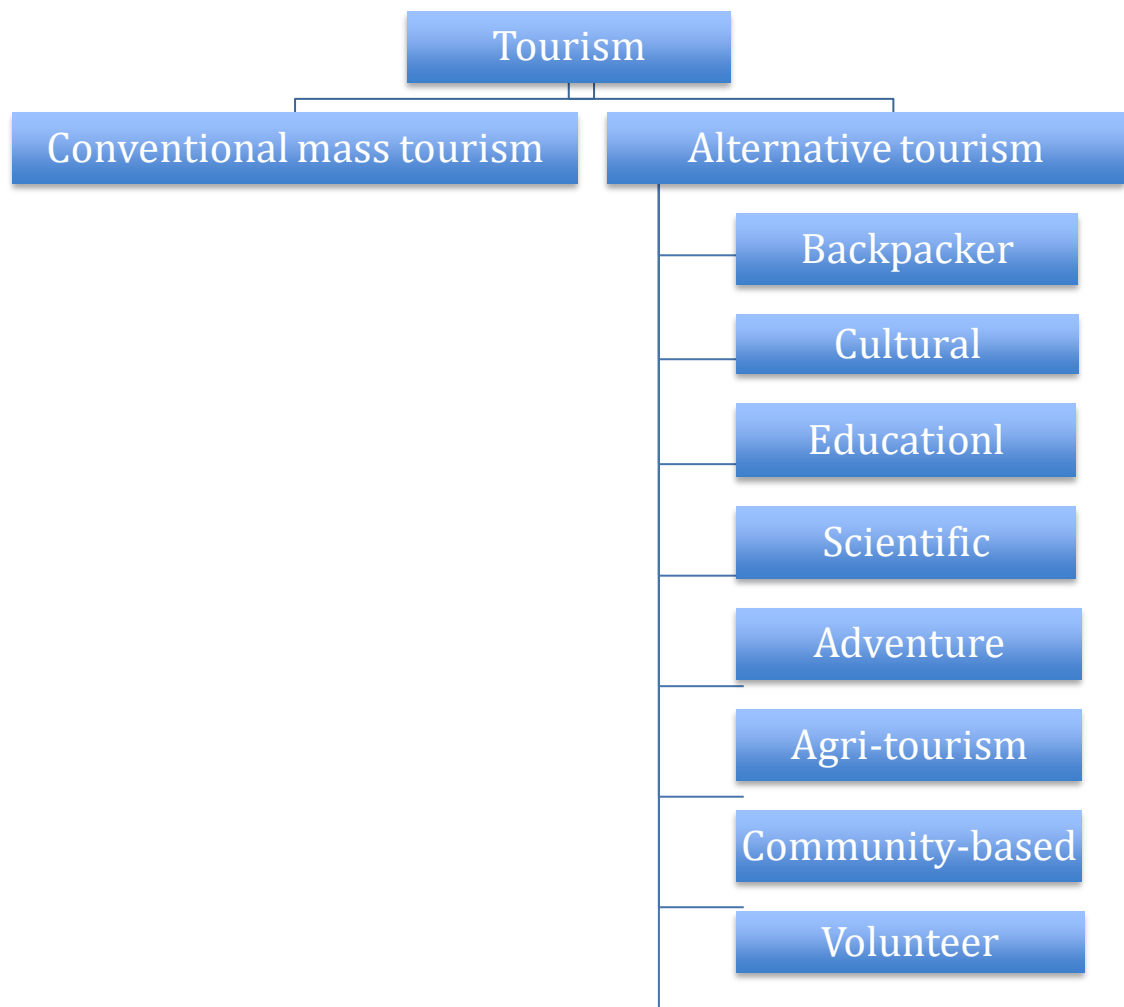 Tourism
Conventional mass tourism
Alternative tourism
Backpacker
Cultural
Educationl
Scientific
Adventure
Agri-tourism
Community-based
Volunteer